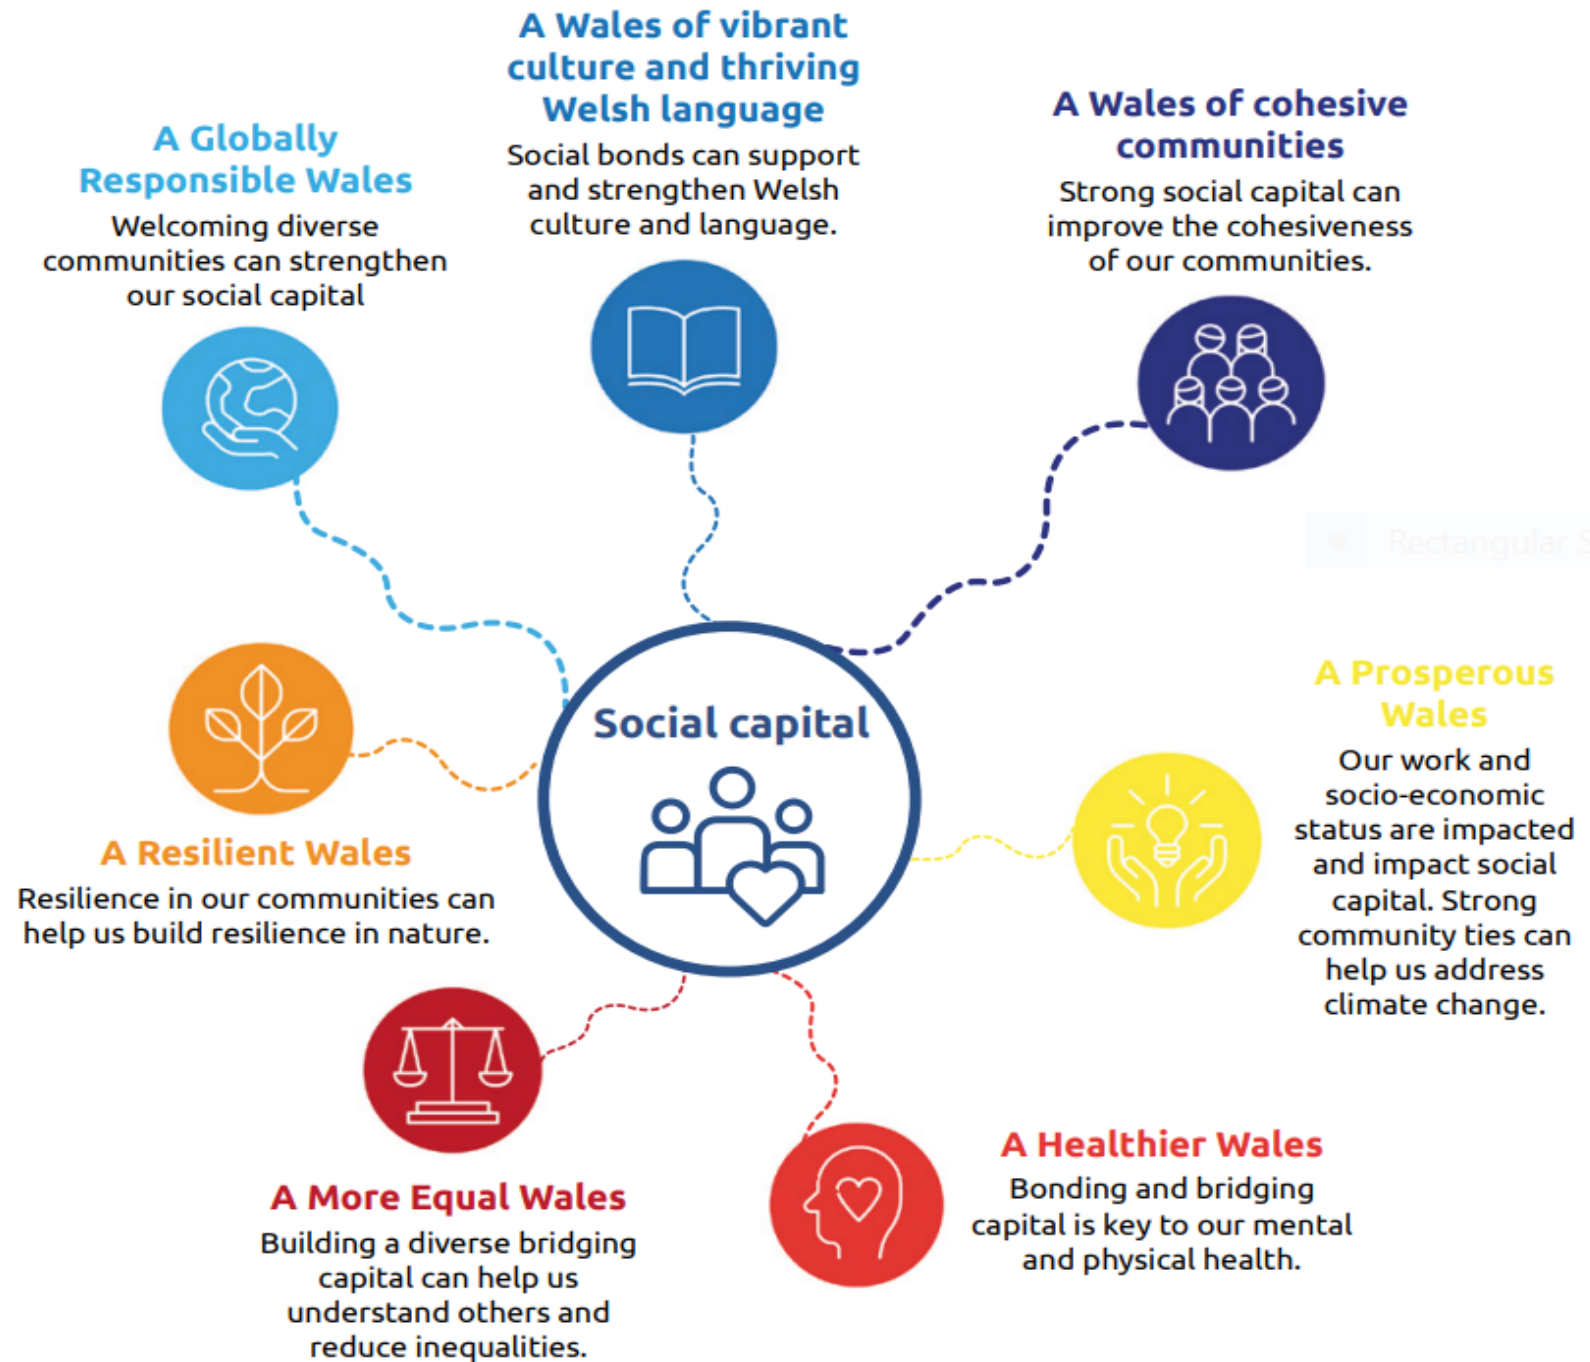 A Wales of vibrant
culture and thriving
Welsh language
Social bonds can support
and strengthen Welsh
culture and language.
A Wales of cohesive
communities
Strong social capital can
improve the cohesiveness
of our communities.
A Globally
Responsible Wales
Welcoming diverse
communities can strengthen
our social capital
Rectangular S
Social capital
A Prosperous
Wales
Our work and
socio-economic
status are impacted
and impact social
capital. Strong
community ties can
help us address
climate change.
A Resilient Wales
Resilience in our communities can
help us build resilience in nature.
A More Equal Wales
Building a diverse bridging
capital can help us
understand others and
reduce inequalities.
A Healthier Wales
Bonding and bridging
capital is key to our mental
and physical health.